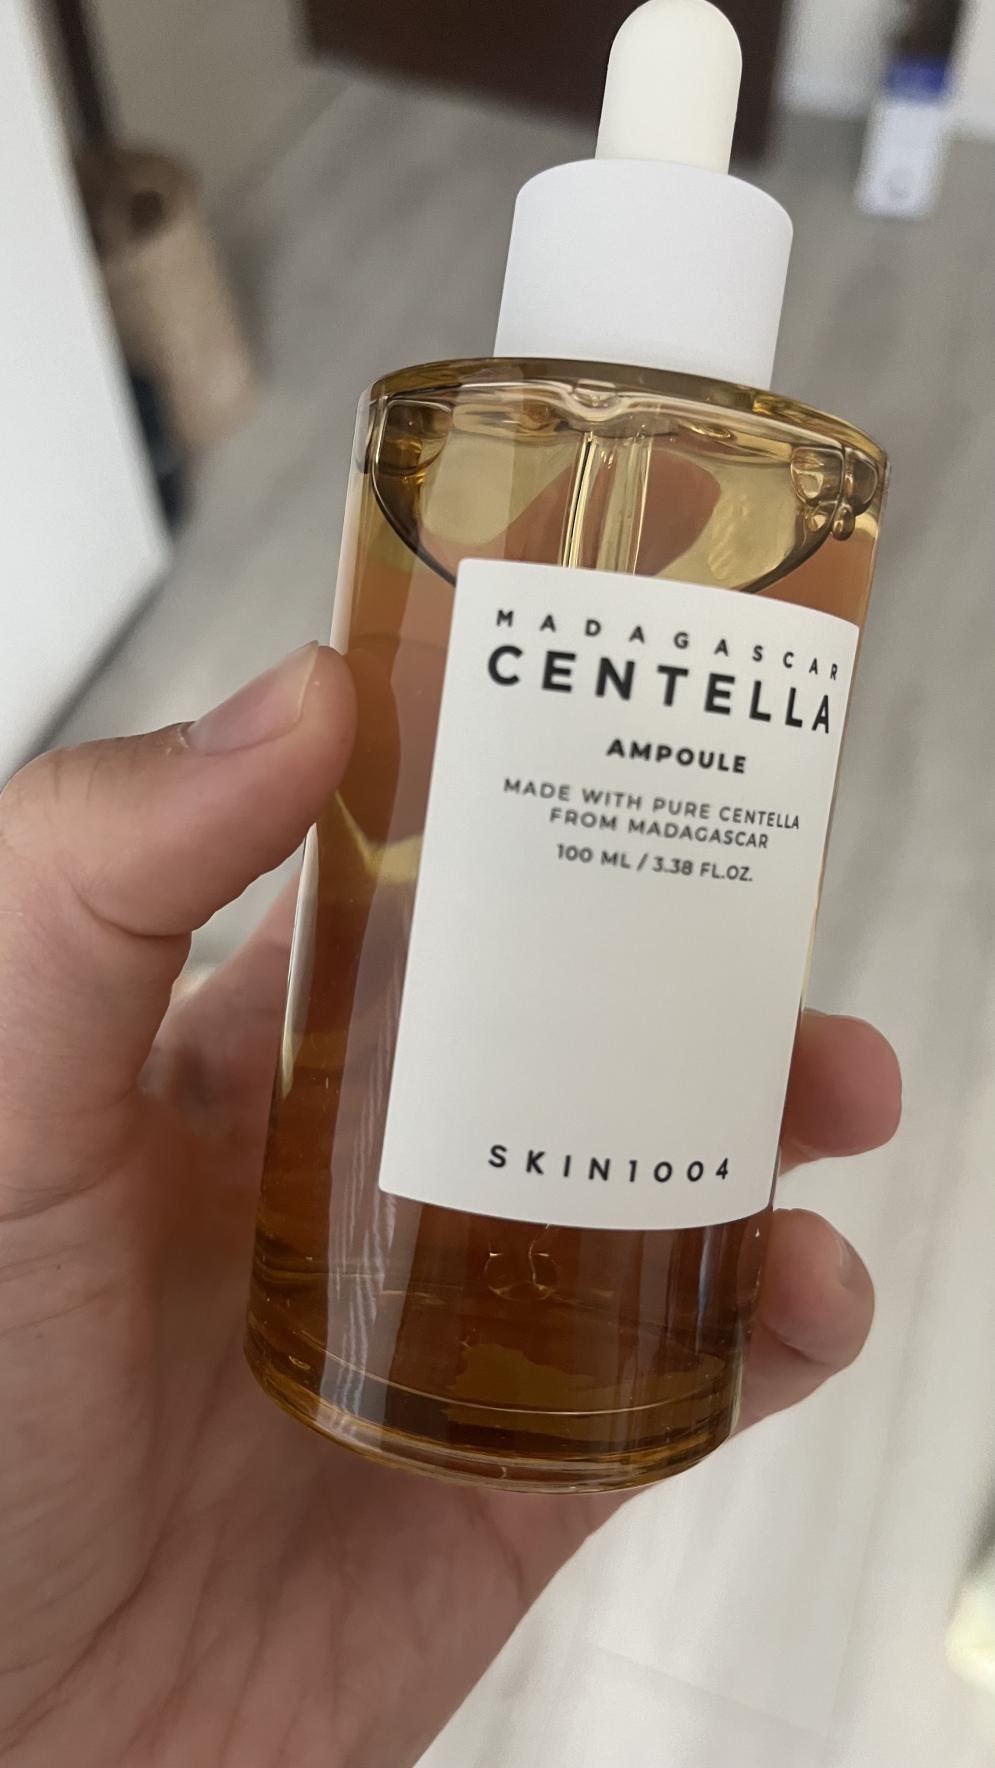 MADAGASCAR
CENTELLA
AMPOULE
MADE WITH PURE CENTELLA
FROM MADAGASCAR
100 ML / 3.38 FL.OZ.
SKIN1004